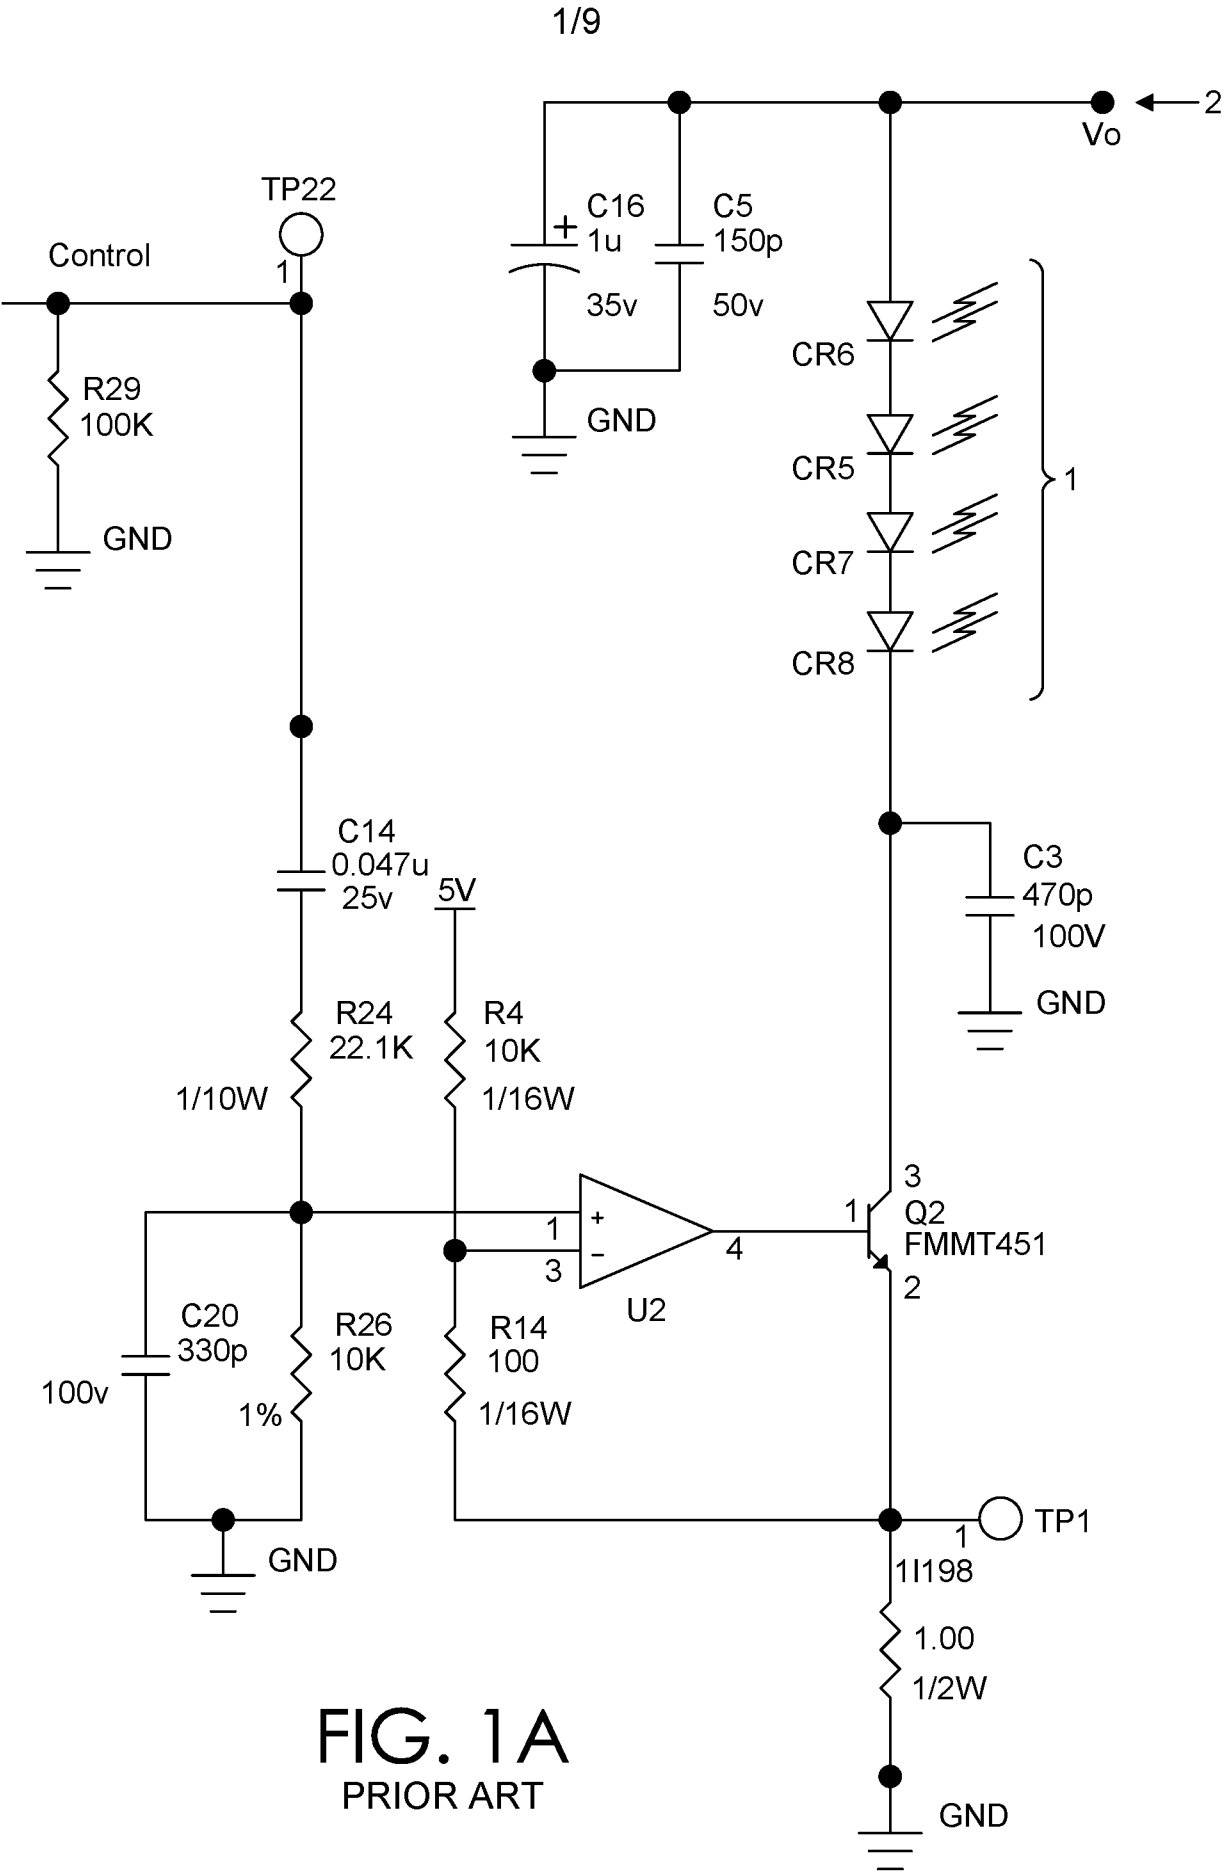 1/9
2
Vo
TP22
1
Control
C16
1u
35v
C5
150p
50v
GND
R29
100K
GND
CR6
CR5
CR7
CR8
1
C14
0.047u
25v
5V
C3
470p
100V
GND
R24
22.1K
1/10W
R4
10K
1/16W
+
1
−
3
4
U2
3
1
Q2
FMMT451
2
C20
330p
100v
R26
10K
1%
R14
100
1/16W
GND
1
TP1
1I198
1.00
1/2W
GND
FIG. 1A
PRIOR ART
+